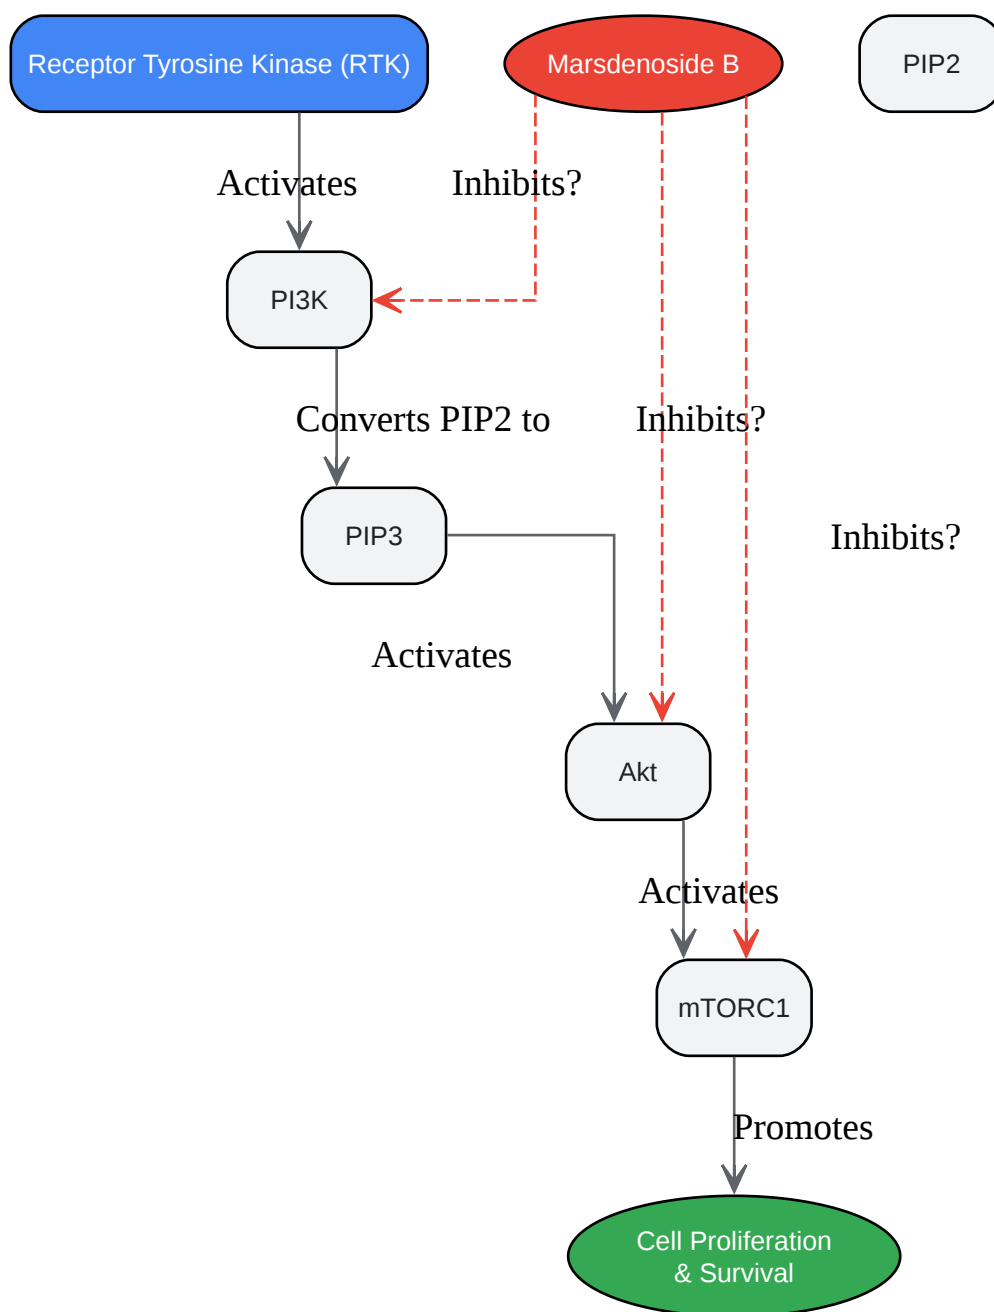 Receptor Tyrosine Kinase (RTK)
Marsdenoside B
PIP2
Activates
Inhibits?
PI3K
Converts PIP2 to
Inhibits?
PIP3
Inhibits?
Activates
Akt
Activates
mTORC1
Promotes
Cell Proliferation
& Survival